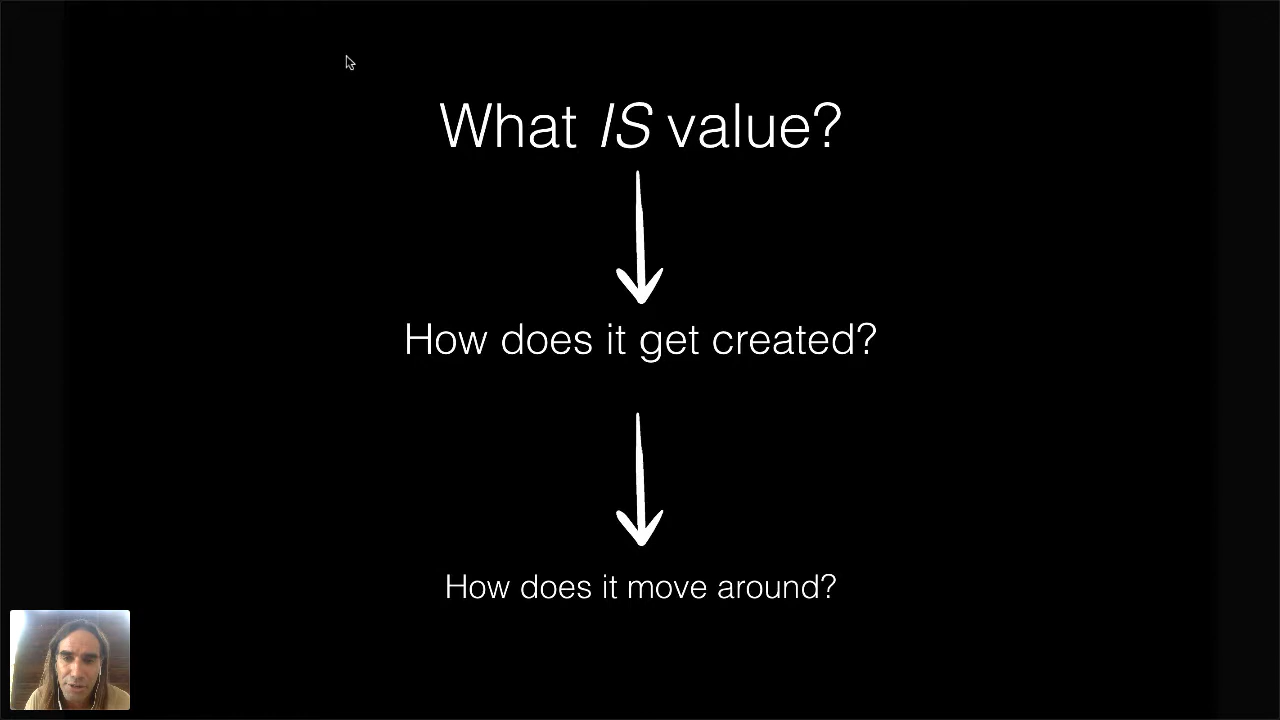 What IS value?
How does it get created?
How does it move around?